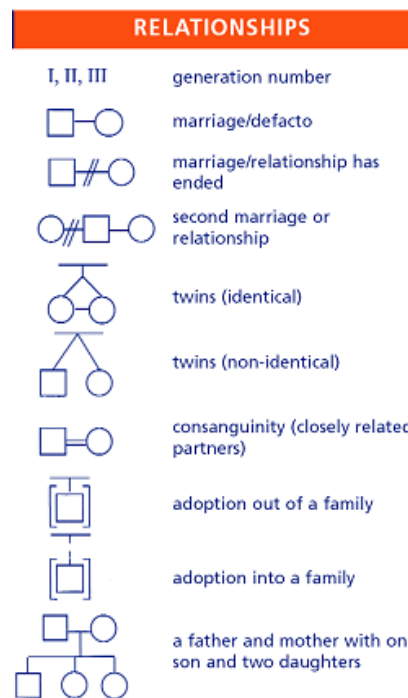 RELATIONSHIPS
I, II, III generation number
marriage/defacto
marriage/relationship has
ended
second marriage or
relationship
twins (identical)
twins (non-identical)
consanguinity (closely related
partners)
adoption out of a family
adoption into a family
a father and mother with on
son and two daughters